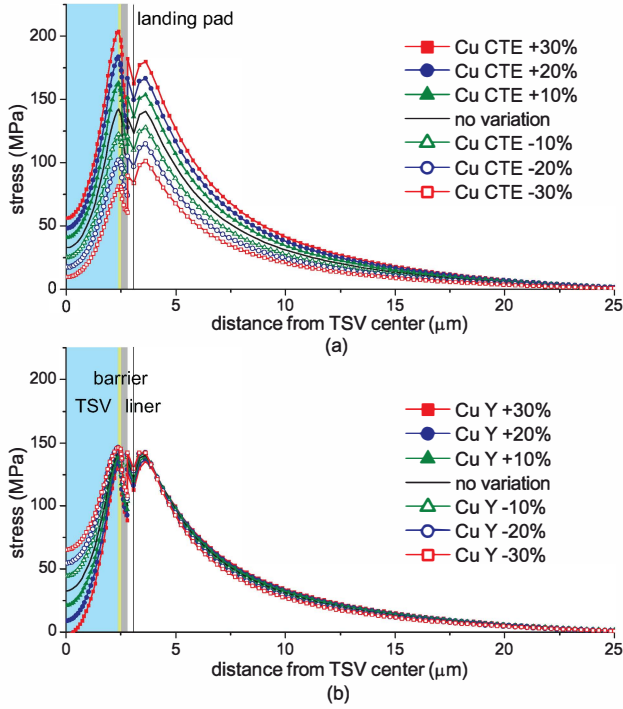 landing pad
200
150
100
50
0
stress (MPa)
Cu CTE +30%
Cu CTE +20%
Cu CTE +10%
no variation
Cu CTE -10%
Cu CTE -20%
Cu CTE -30%
0 5 10 15 20 25
distance from TSV center (μm)
(a)
barrier
TSV liner
200
150
100
50
0
stress (MPa)
Cu Y +30%
Cu Y +20%
Cu Y +10%
no variation
Cu Y -10%
Cu Y -20%
Cu Y -30%
0 5 10 15 20 25
distance from TSV center (μm)
(b)